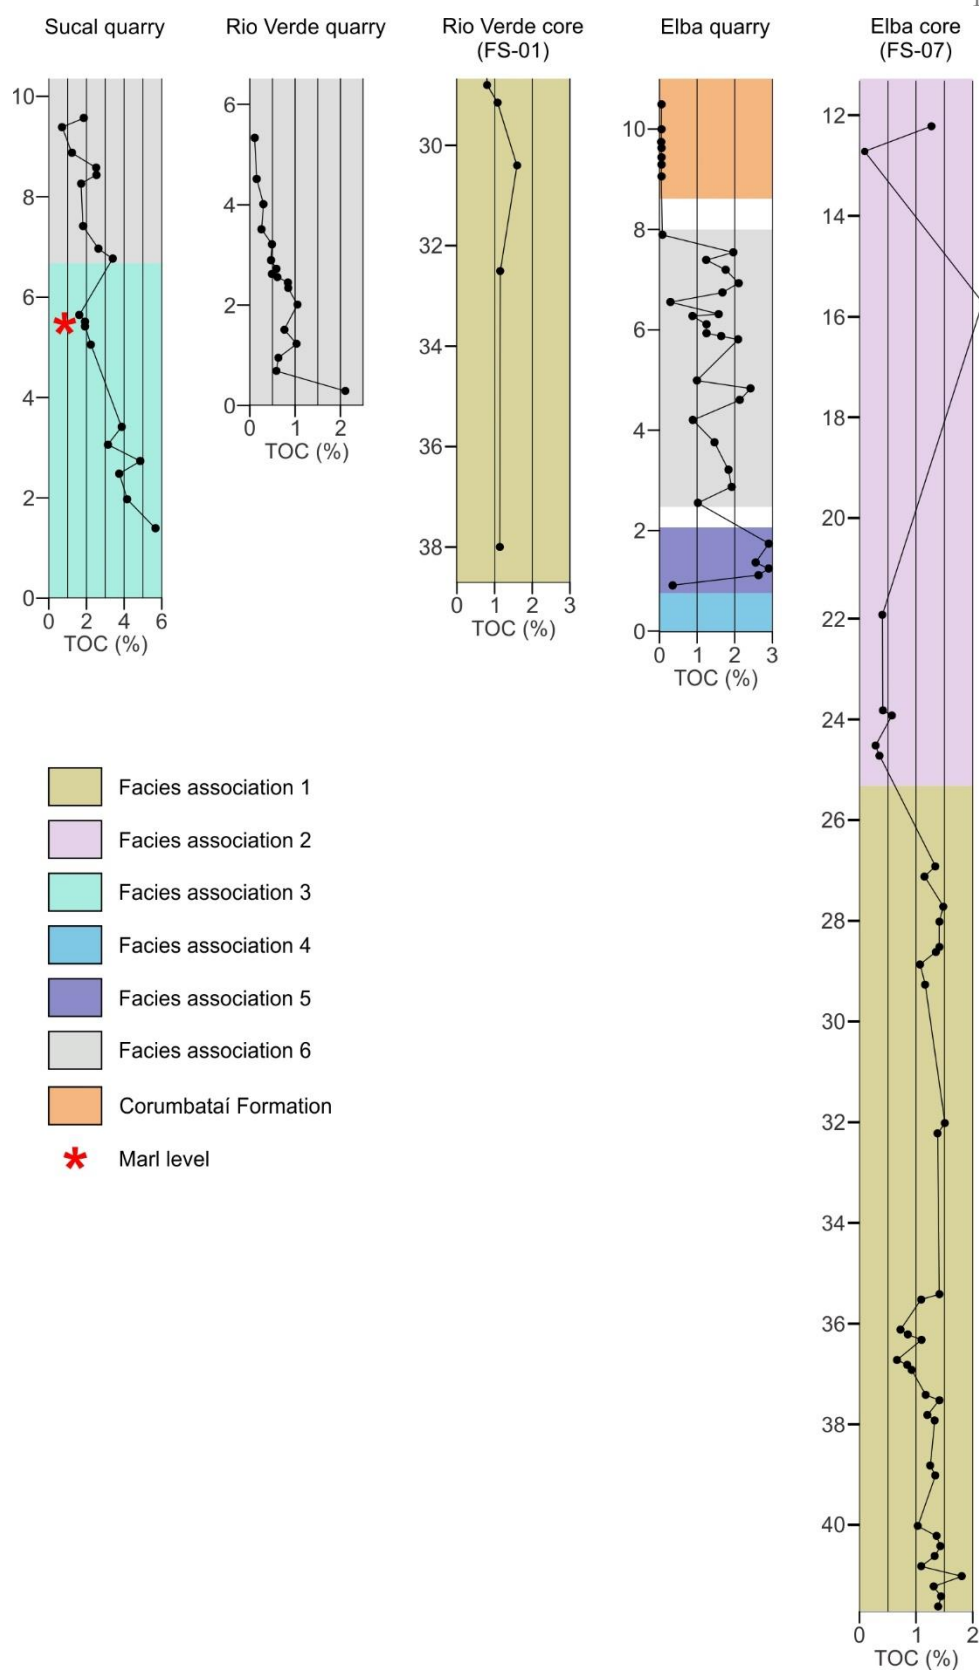 Sucal quarry
Rio Verde quarry
Rio Verde core
(FS-01)
Elba quarry
Elba core
(FS-07)
10
8
6
4
2
0
0 2 4 6
TOC (%)
6
4
2
0
0 1 2
TOC (%)
30
32
34
36
38
0 1 2 3
TOC (%)
10
8
6
4
2
0
0 1 2 3
TOC (%)
12
14
16
18
20
22
24
26
28
30
32
34
36
38
40
0 1 2
TOC (%)
Facies association 1
Facies association 2
Facies association 3
Facies association 4
Facies association 5
Facies association 6
Corumbataí Formation
* Marl level